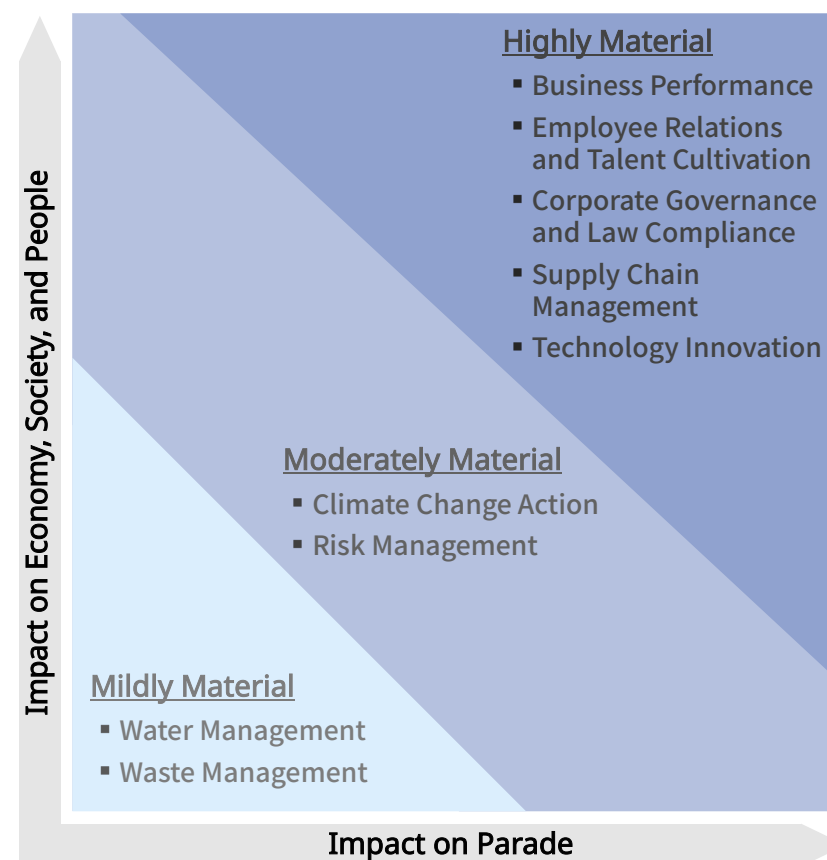 Highly Material
▪ Business Performance
▪ Employee Relations
and Talent Cultivation
▪ Corporate Governance
and Law Compliance
▪ Supply Chain
Management
▪ Technology Innovation
Moderately Material
▪ Climate Change Action
▪ Risk Management
Mildly Material
▪ Water Management
▪ Waste Management
Impact on Economy, Society, and People
Impact on Parade